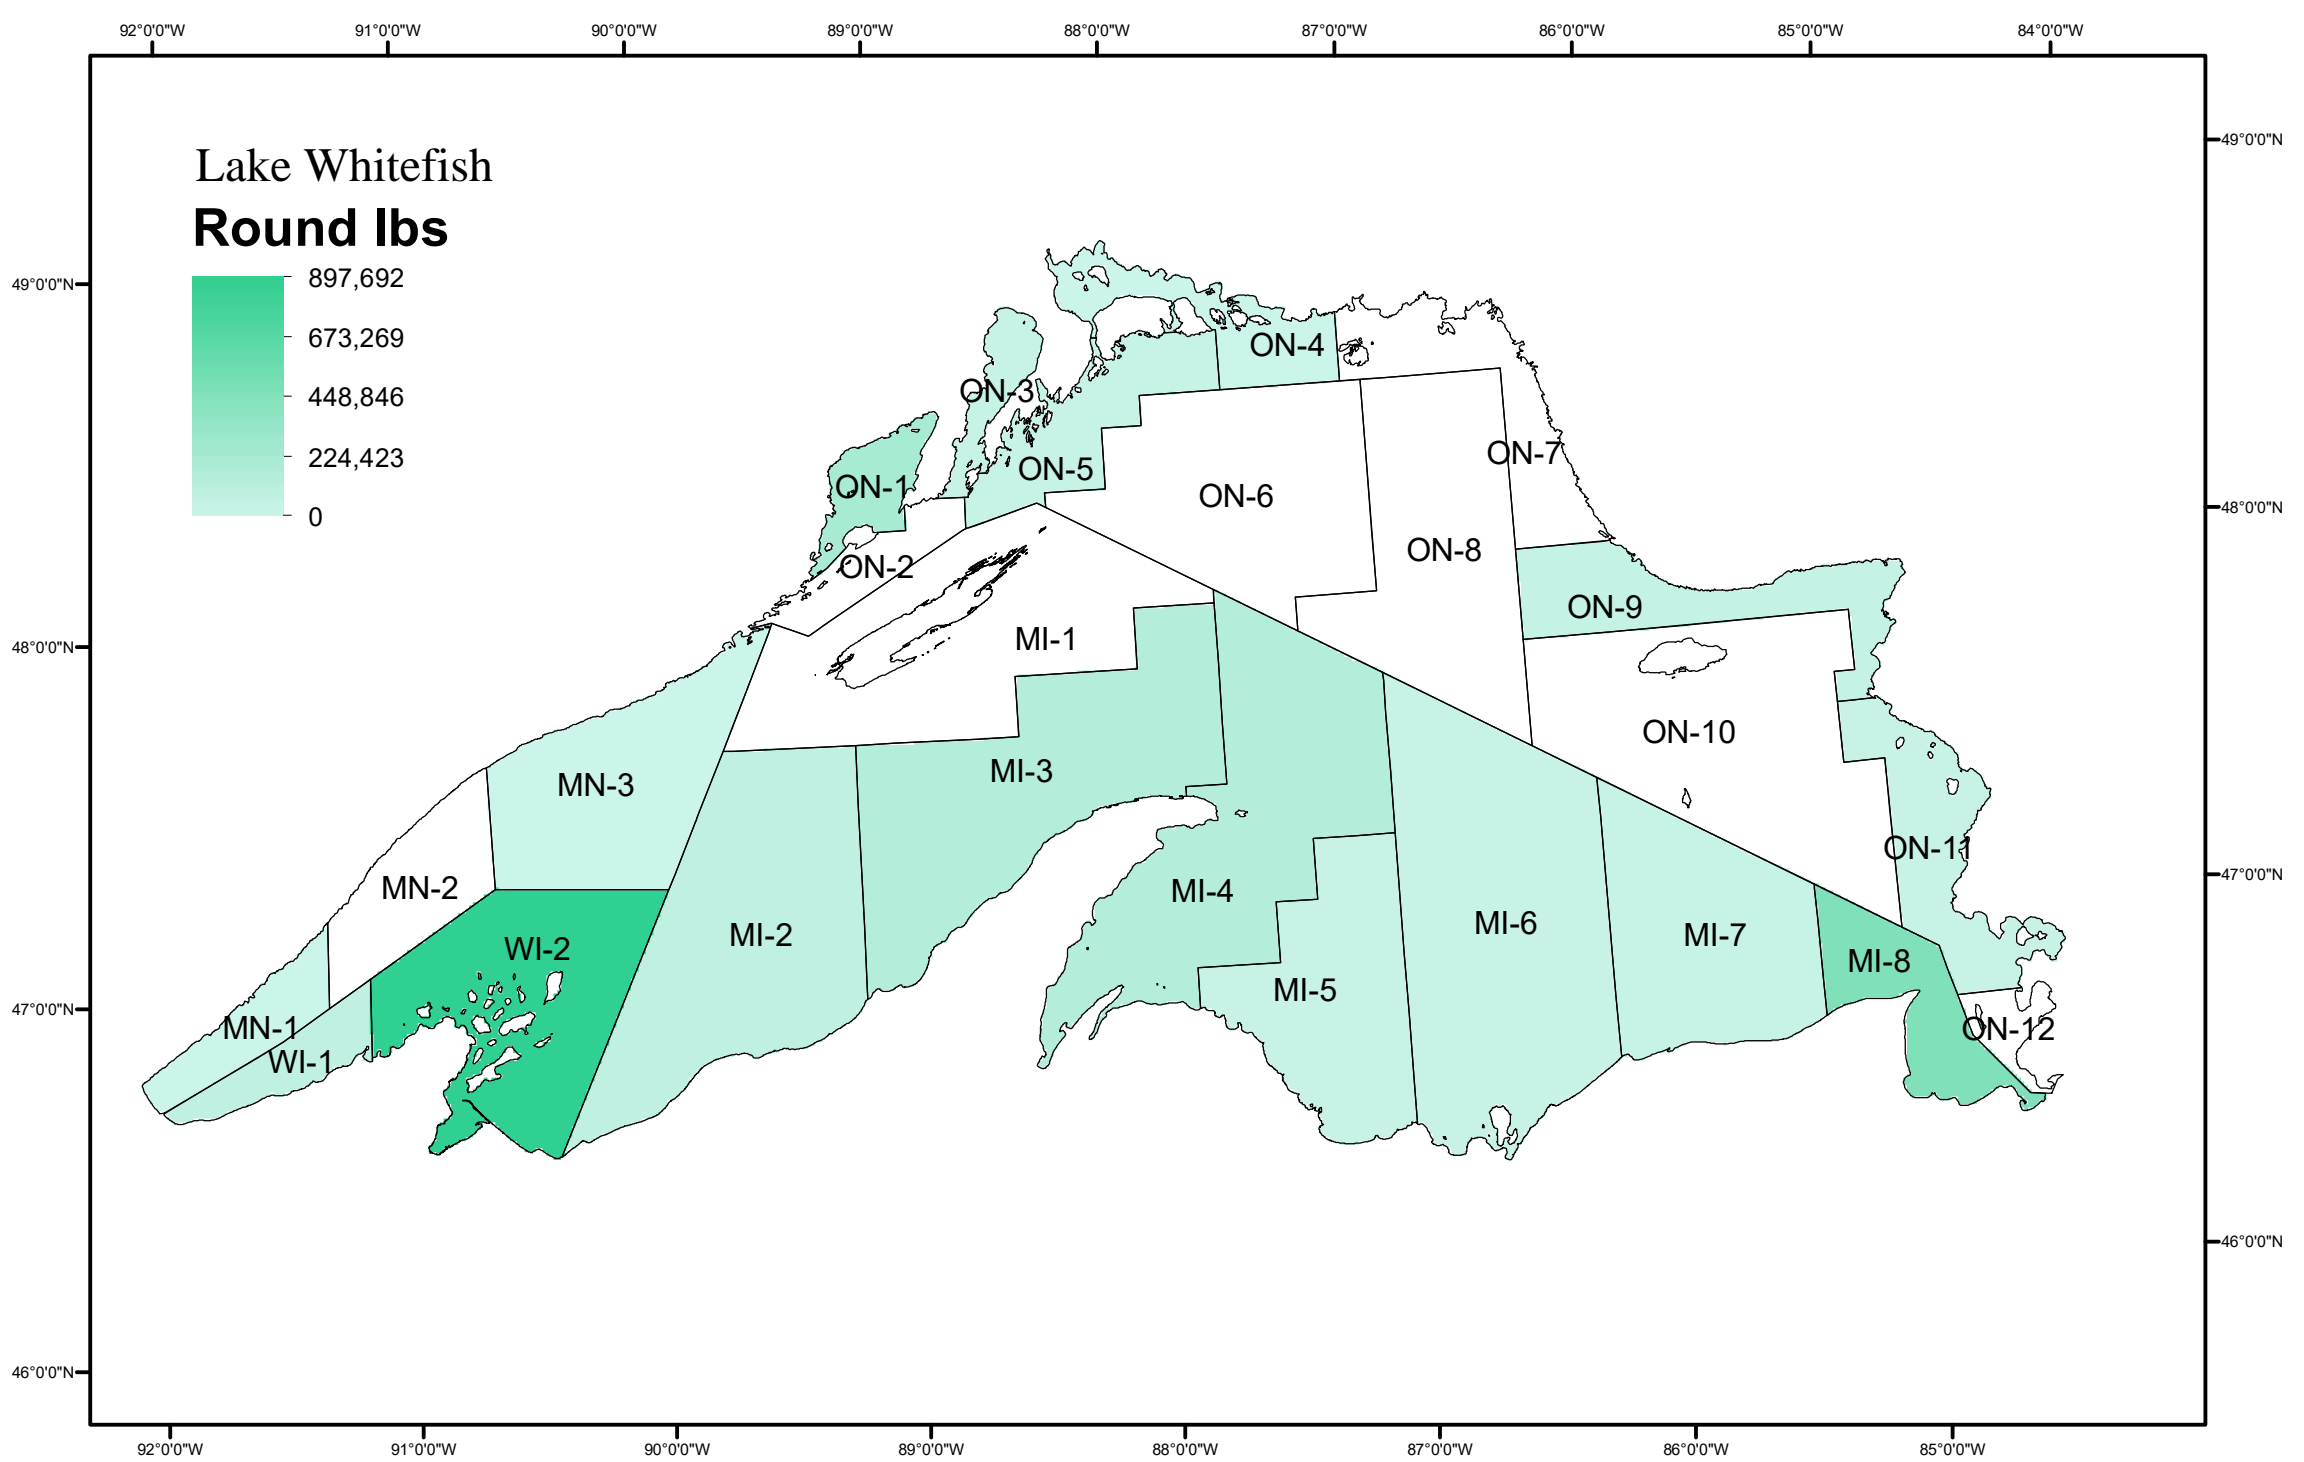 92°0'0"W 91°0'0"W 90°0'0"W 89°0'0"W 88°0'0"W 87°0'0"W 86°0'0"W 85°0'0"W 84°0'0"W
49°0'0"N
Lake Whitefish
Round lbs
897,692
49°0'0"N
673,269
ON-4
ON-3
448,846
ON-7
224,423
ON-5
ON-1
ON-6
48°0'0"N
0
ON-8
ON-2
ON-9
MI-1
48°0'0"N
ON-10
MI-3
MN-3
ON-11
47°0'0"N
MN-2
MI-4
MI-6
MI-2
MI-7
WI-2
MI-8
MI-5
47°0'0"N
MN-1
ON-12
WI-1
46°0'0"N
46°0'0"N
92°0'0"W 91°0'0"W 90°0'0"W 89°0'0"W 88°0'0"W 87°0'0"W 86°0'0"W 85°0'0"W